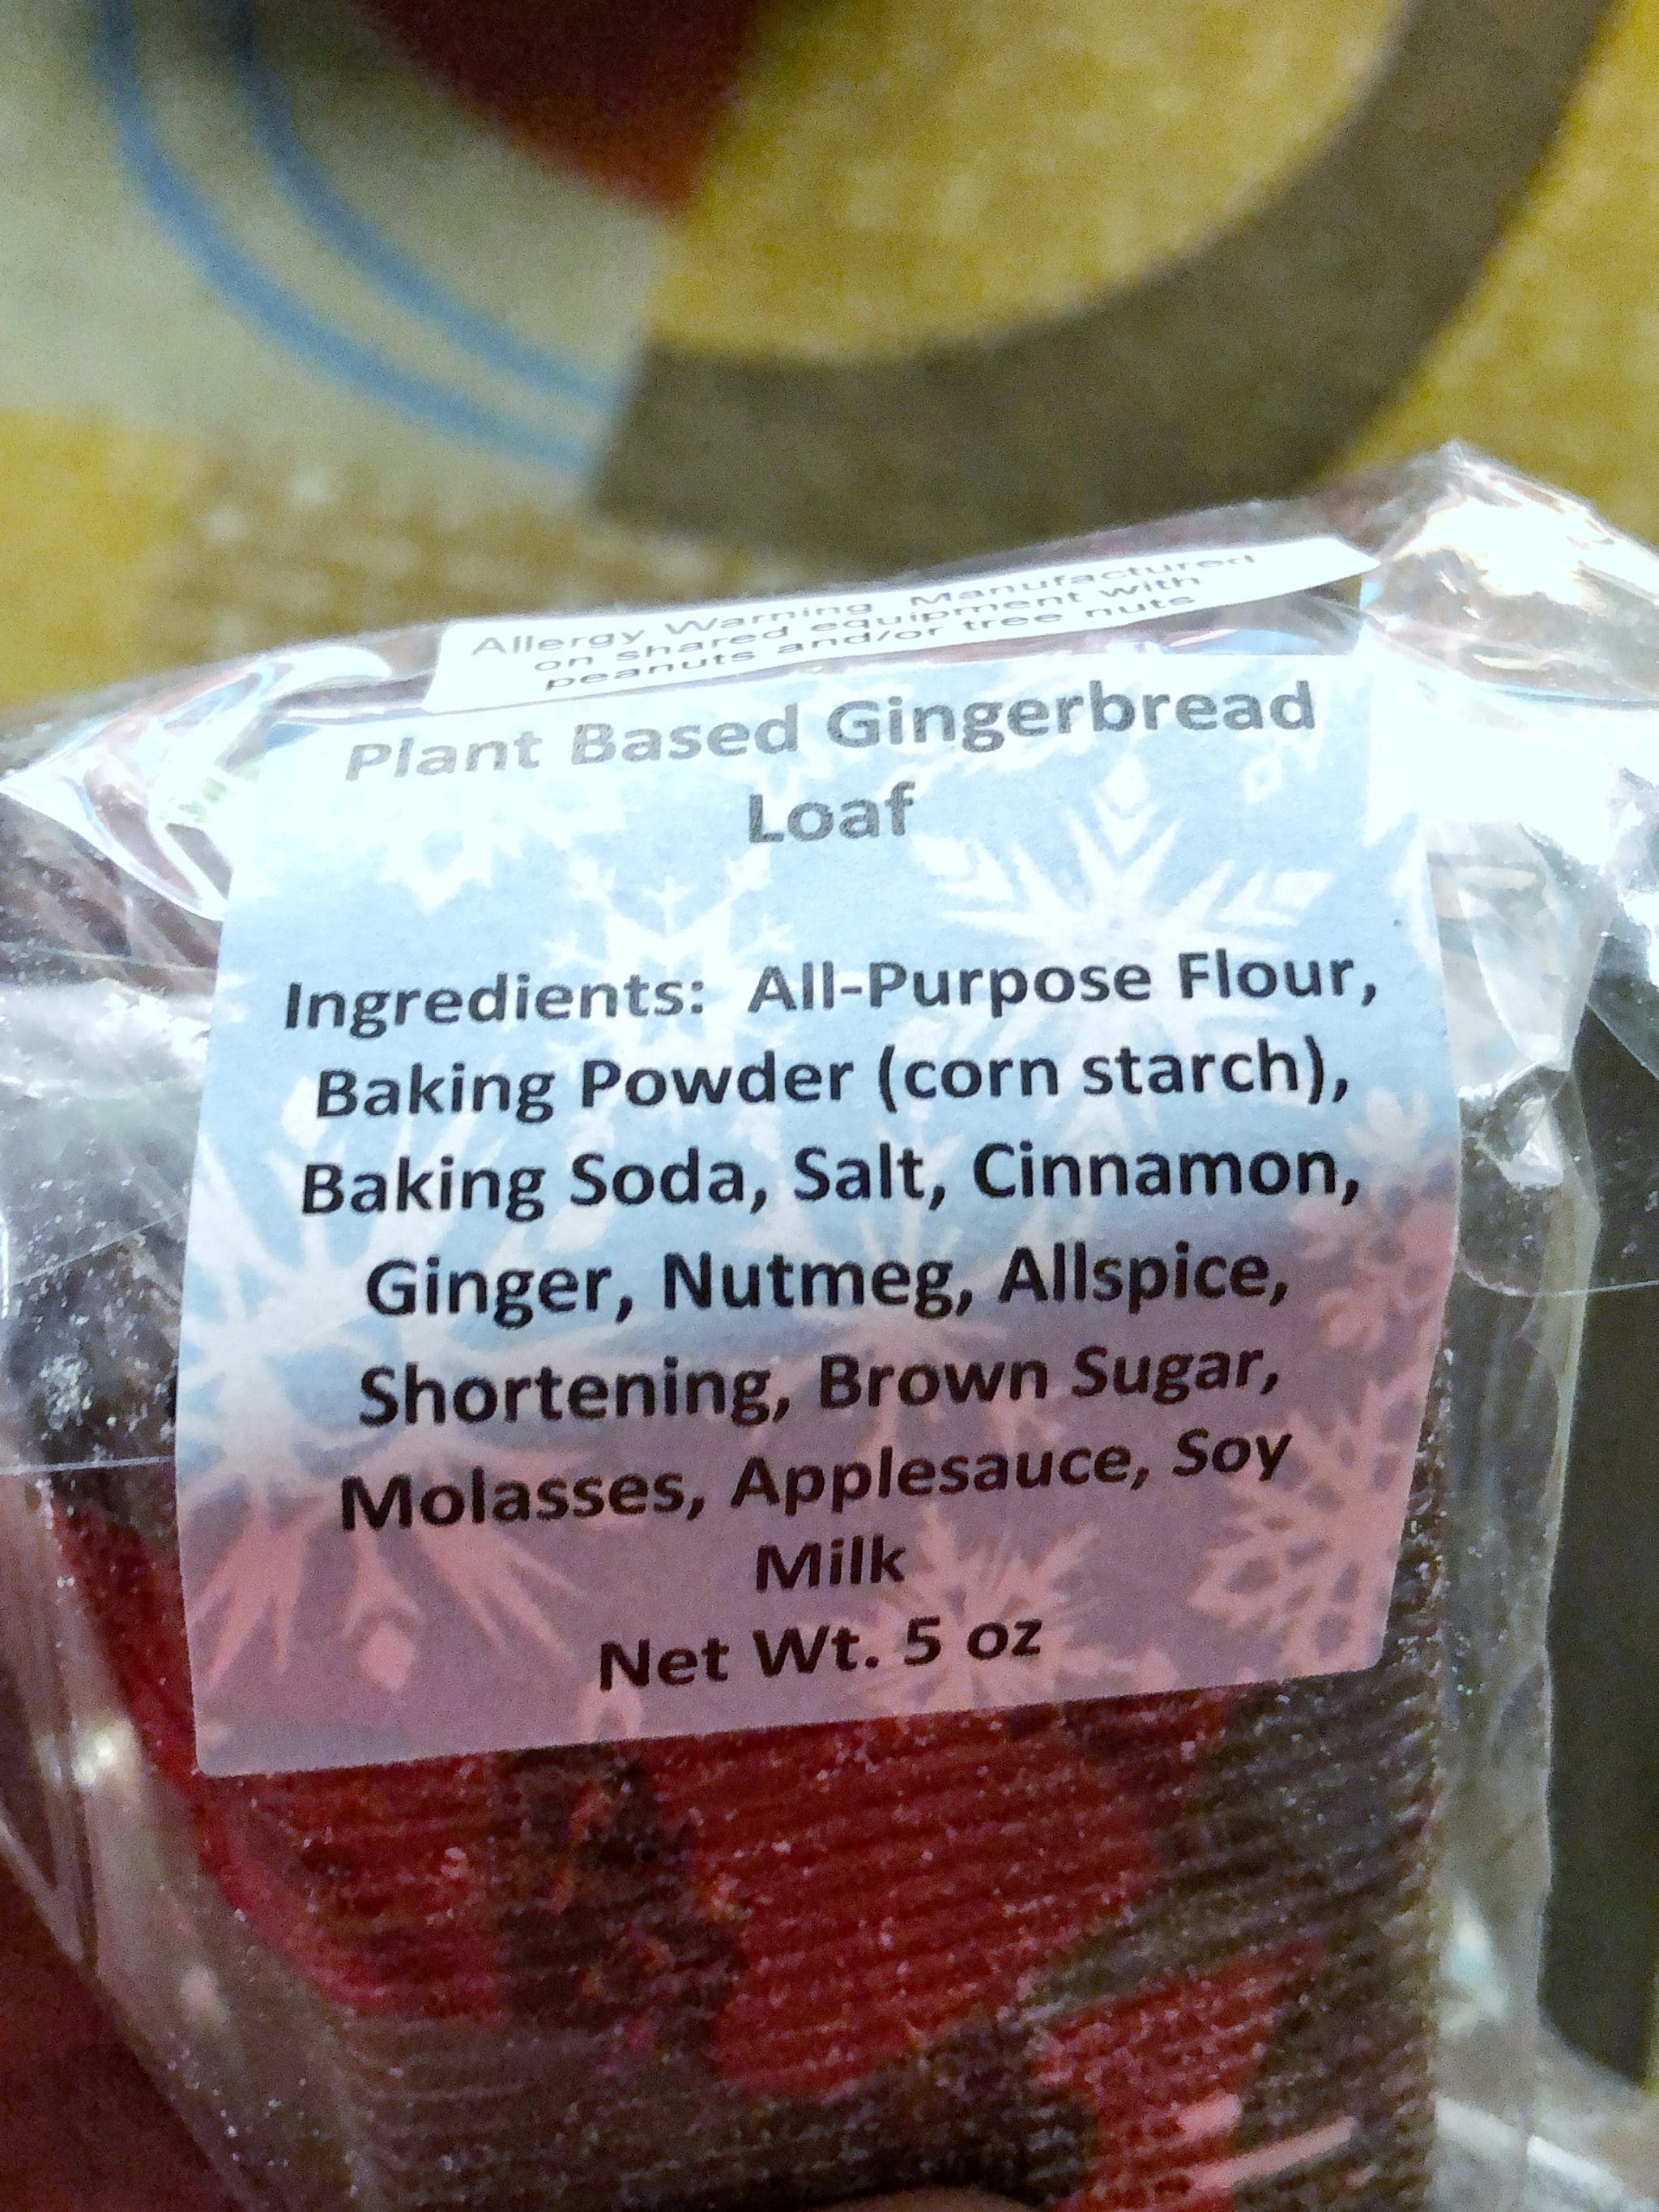 Allergy Warning Manufactured
on shared equipment with
peanuts and/or tree nuts
Plant Based Gingerbread
Loaf
Ingredients: All-Purpose Flour,
Baking Powder (corn starch),
Baking Soda, Salt, Cinnamon,
Ginger, Nutmeg, Allspice,
Shortening, Brown Sugar,
Molasses, Applesauce, Soy
Milk
Net Wt. 5 oz